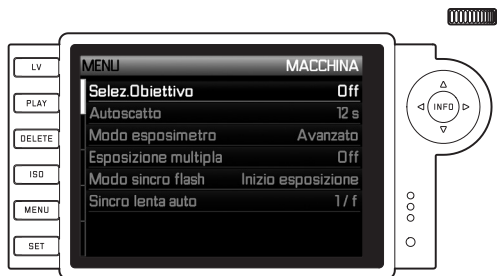 LV
PLAY
DELETE
ISO
MENU
SET
MENU MACCHINA
Selez.Obiettivo Off
Autoscatto 12 s
Modo esposimetro Avanzato
Esposizione multipla Off
Modo sincro flash Inizio esposizione
Sincro lenta auto 1/f
INFO